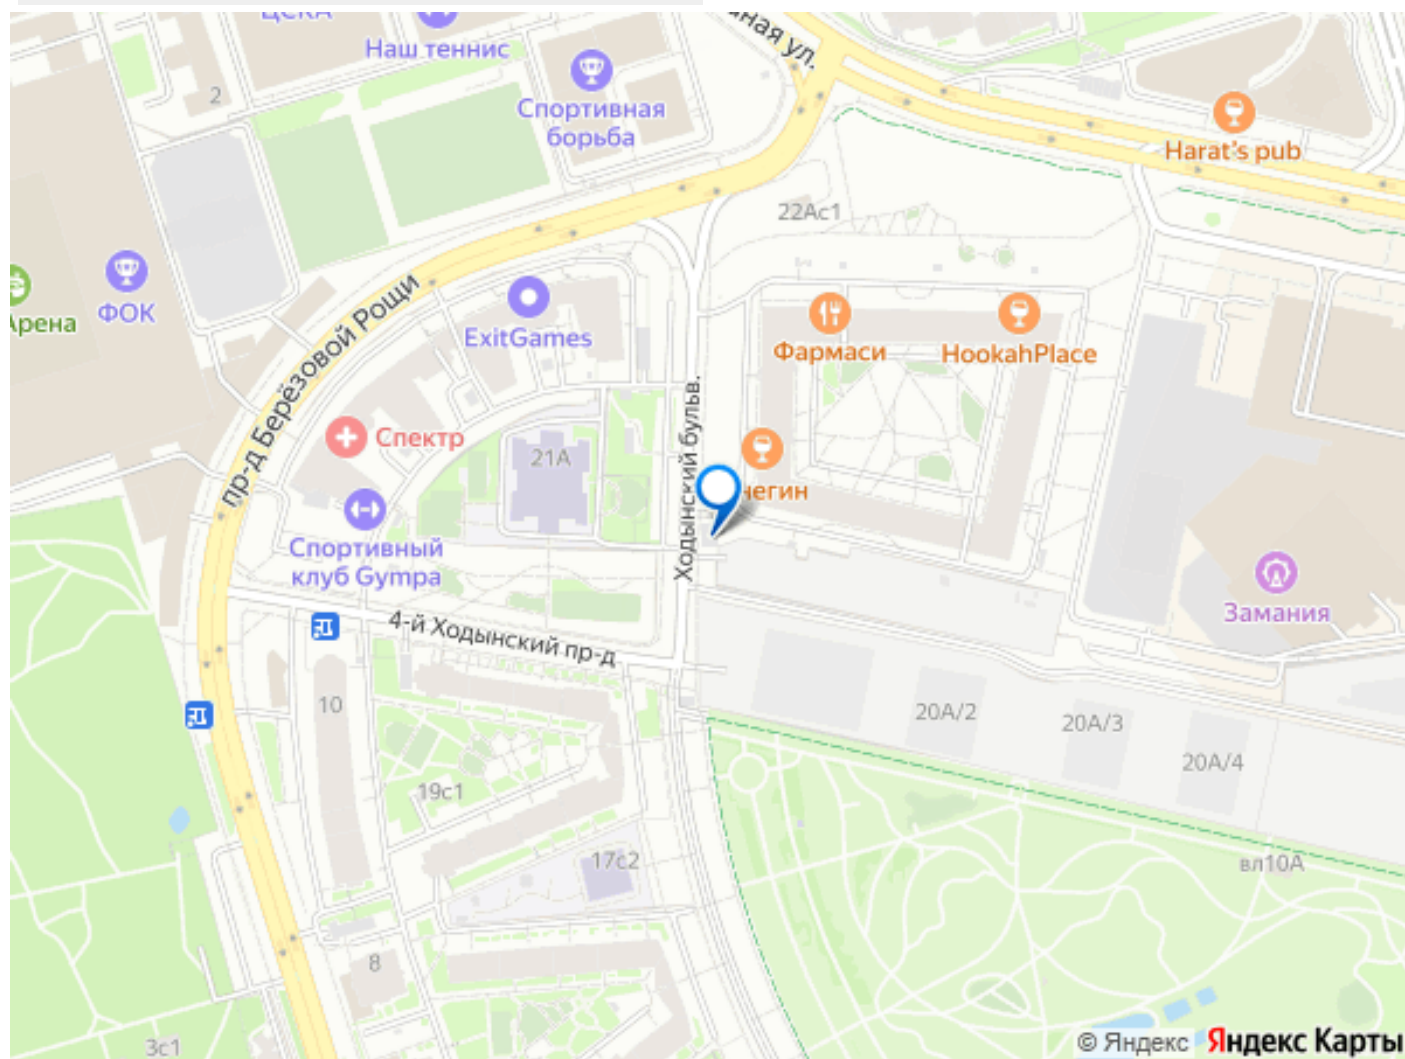 ЦСКА
Наш теннис
ная ул.
2
Спортивная
борьба
Harat's pub
22Ас1
ФОК
Арена
пр-д Берёзовой Рощи
ExitGames
Фармаси
HookahPlace
Ходынский бульв.
Спектр
21А
негин
Спортивный
клуб Gympa
Замания
4-й Ходынский пр-д
10
20А/2
20А/3
20А/4
19с1
17с2
вл10А
8
3с1
© Яндекс Яндекс Карты